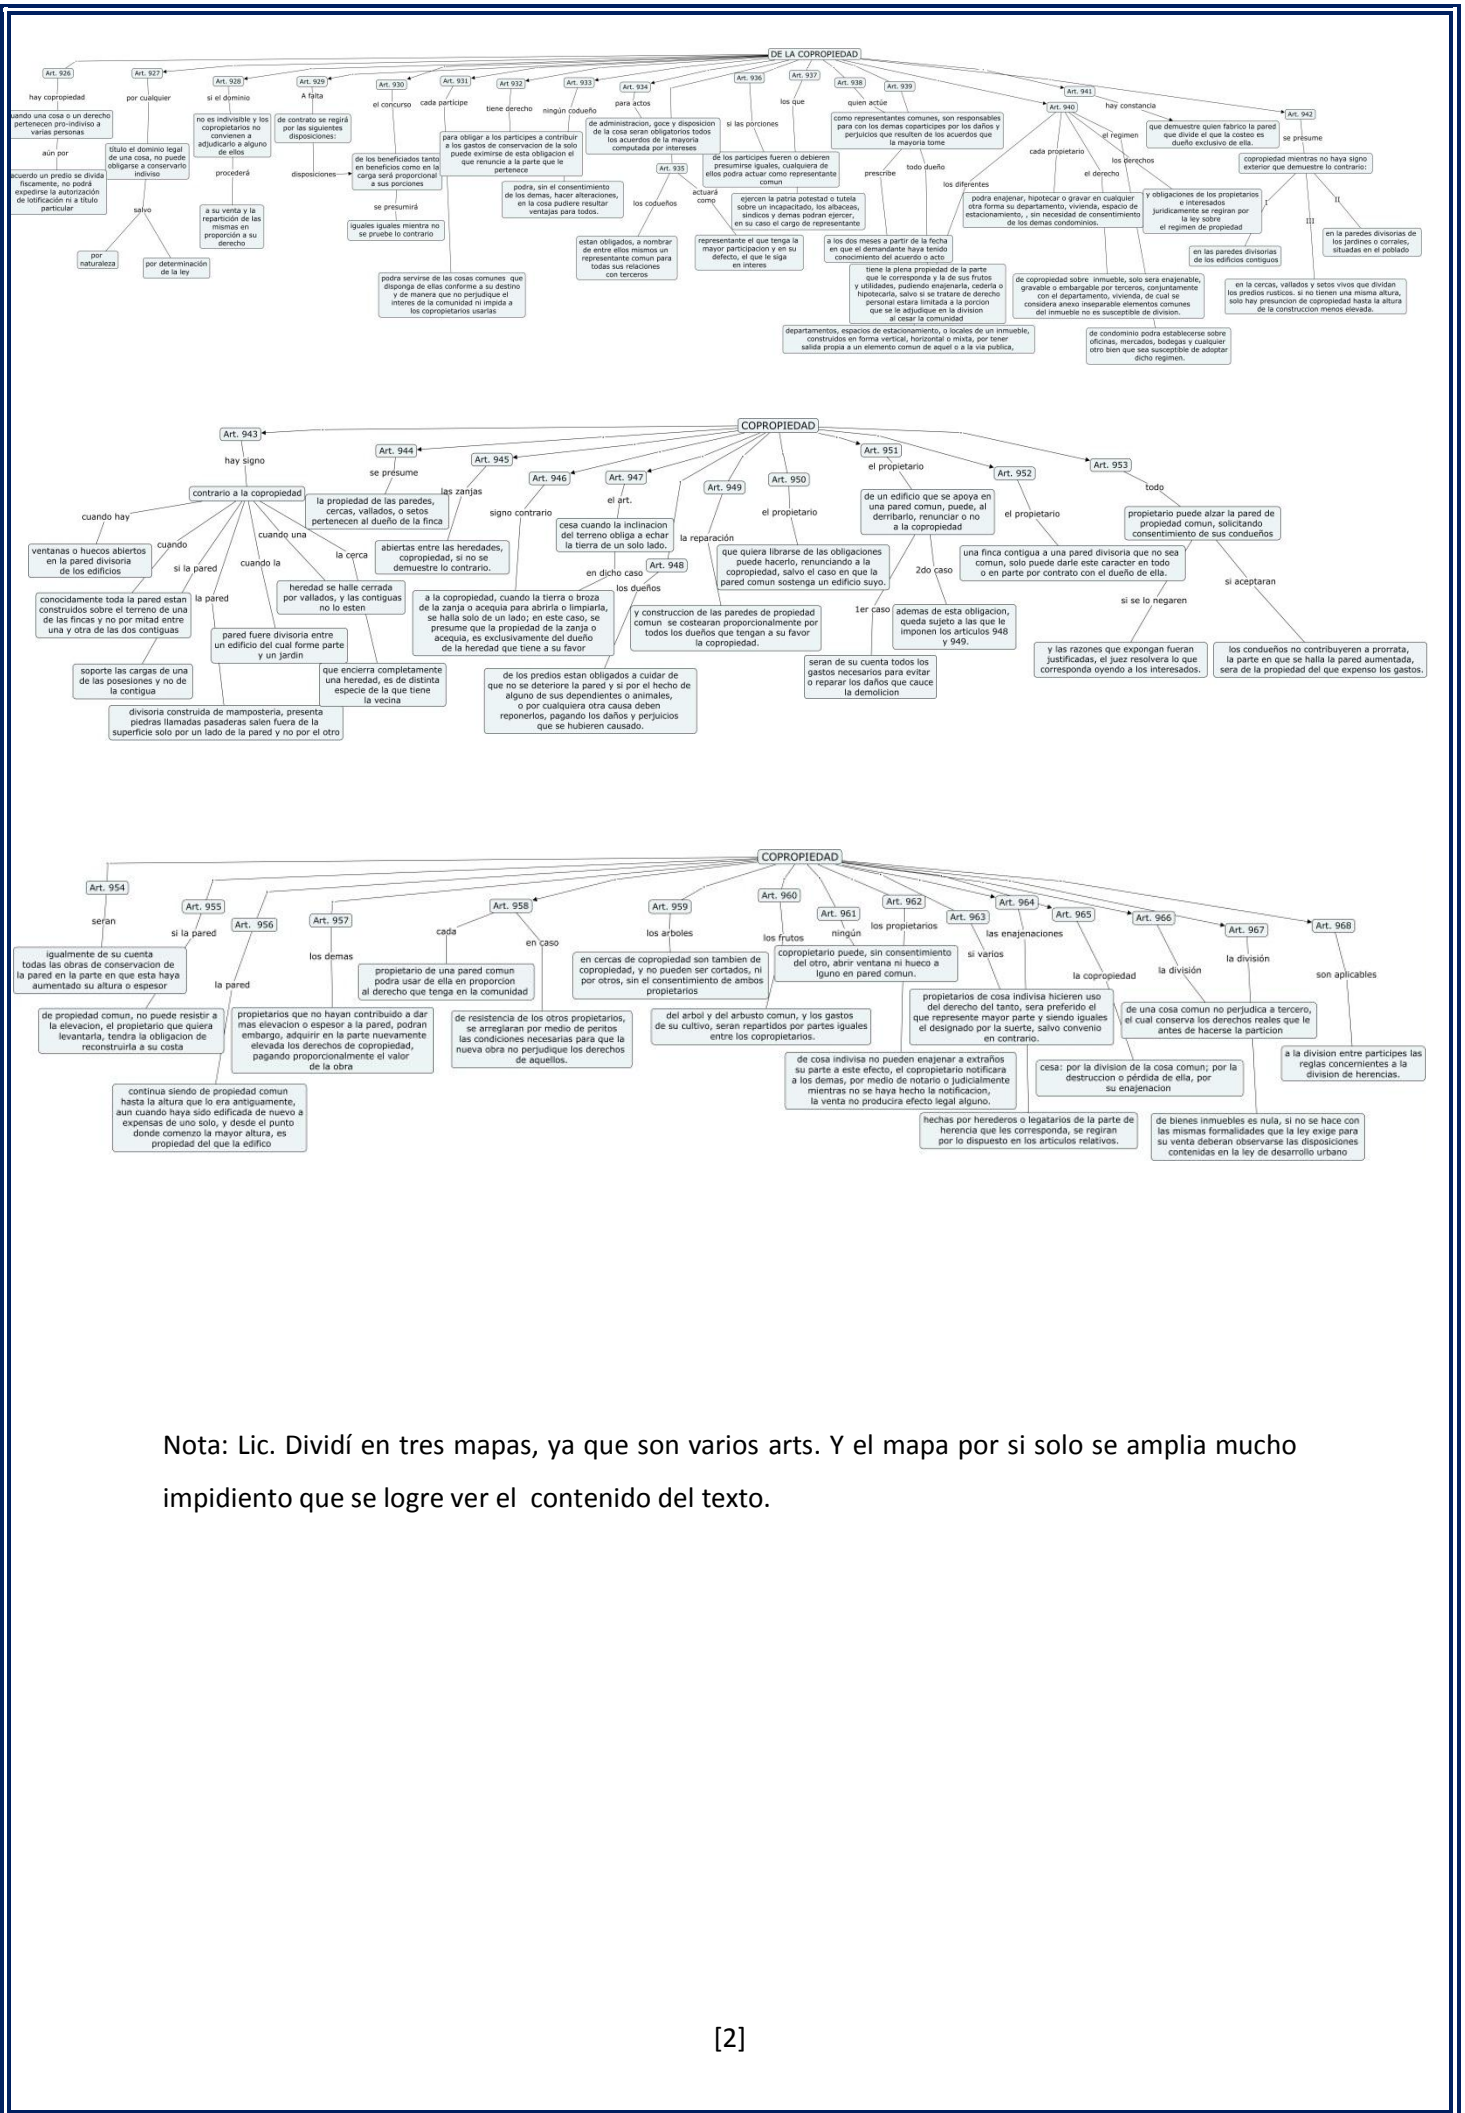 DE LA COPROPIEDAD
Art. 926
hay copropiedad
cuando una cosa o un derecho
pertenecen pro-indiviso a
varias personas
aún por
acuerdo un predio se divida
fiscamente, no podrá
expedirse la autorización
de lotificación ni a título
particular
Art. 927
por cualquier
título el dominio legal
de una cosa, no puede
obligarse a conservarlo
indiviso
salvo
por
naturaleza
por determinación
de la ley
Art. 928
si el dominio
no es indivisible y los
copropietarios no
convienen a
adjudicarlo a alguno
de ellos
procederá
a su venta y la
repartición de las
mismas en
proporción a su
derecho
Art. 929
A falta
de contrato se regirá
por las siguientes
disposiciones:
disposiciones
Art. 930
el concurso
de los beneficiados tanto
en beneficios como en la
carga será proporcional
a sus porciones
se presumirá
iguales iguales mientra no
se pruebe lo contrario
Art. 931
cada participe
podra servirse de las cosas comunes que
disponga de ellas conforme a su destino
y de manera que no perjudique el
interes de la comunidad ni impida a
los copropietarios usarlas
Art 932
tiene derecho
para obligar a los participes a contribuir
a los gastos de conservacion de la solo
puede eximirse de esta obligacion el
que renuncie a la parte que le
pertenece
Art. 933
ningún codueño
podra, sin el consentimiento
de los demas, hacer alteraciones,
en la cosa pudiere resultar
ventajas para todos.
Art. 934
para actos
de administracion, goce y disposicion
de la cosa seran obligatorios todos
los acuerdos de la mayoria
computada por intereses
Art. 935
los codueños
estan obligados, a nombrar
de entre ellos mismos un
representante comun para
todas sus relaciones
con terceros
actuará
como
representante el que tenga la
mayor participacion y en su
defecto, el que le siga
en interes
Art. 936
si las porciones
de los participes fueren o debieren
presumirse iguales, cualquiera de
ellos podra actuar como representante
comun
Art. 937
los que
ejercen la patria potestad o tutela
sobre un incapacitado, los albaceas,
sindicos y demas podran ejercer,
en su caso el cargo de representante
Art. 938
quien actúe
como representantes comunes, son responsables
para con los demas coparticipes por los daños y
perjuicios que resulten de los acuerdos que
la mayoria tome
prescribe
a los dos meses a partir de la fecha
en que el demandante haya tenido
conocimiento del acuerdo o acto
Art. 939
todo dueño
tiene la plena propiedad de la parte
que le corresponda y la de sus frutos
y utilidades, pudiendo enajenarla, cederla o
hipotecarla, salvo si se tratare de derecho
personal estara limitada a la porcion
que se le adjudique en la division
al cesar la comunidad
Art. 940
los diferentes
departamentos, espacios de estacionamiento, o locales de un inmueble,
construidos en forma vertical, horizontal o mixta, por tener
salida propia a un elemento comun de aquel o a la via publica,
cada propietario
podra enajenar, hipotecar o gravar en cualquier
otra forma su departamento, vivienda, espacio de
estacionamiento, , sin necesidad de consentimiento
de los demas condominios.
el derecho
de copropiedad sobre inmueble, solo sera enajenable,
gravable o embargable por terceros, conjuntamente
con el departamento, vivienda, de cual se
considera anexo inseparable elementos comunes
del inmueble no es susceptible de division.
el regimen
de condominio podra establecerse sobre
oficinas, mercados, bodegas y cualquier
otro bien que sea susceptible de adoptar
dicho regimen.
los derechos
y obligaciones de los propietarios
e interesados
juridicamente se regiran por
la ley sobre
el regimen de propiedad
Art. 941
hay constancia
que demuestre quien fabrico la pared
que divide el que la costeo es
dueño exclusivo de ella.
Art. 942
se presume
copropiedad mientras no haya signo
exterior que demuestre lo contrario:
I
en las paredes divisorias
de los edificios contiguos
III
en la cercas, vallados y setos vivos que dividan
los predios rusticos. si no tienen una misma altura,
solo hay presuncion de copropiedad hasta la altura
de la construccion menos elevada.
II
en la paredes divisorias de
los jardines o corrales,
situadas en el poblado
COPROPIEDAD
Art. 943
hay signo
contrario a la copropiedad
cuando hay
ventanas o huecos abiertos
en la pared divisoria
de los edificios
cuando
conocidamente toda la pared estan
construidos sobre el terreno de una
de las fincas y no por mitad entre
una y otra de las dos contiguas
si la pared
soporte las cargas de una
de las posesiones y no de
la contigua
la pared
divisoria construida de mamposteria, presenta
piedras llamadas pasaderas salen fuera de la
superficie solo por un lado de la pared y no por el otro
cuando la
pared fuere divisoria entre
un edificio del cual forme parte
y un jardin
cuando una
heredad se halle cerrada
por vallados, y las contiguas
no lo esten
la cerca
que encierra completamente
una heredad, es de distinta
especie de la que tiene
la vecina
Art. 944
se presume
la propiedad de las paredes,
cercas, vallados, o setos
pertenecen al dueño de la finca
Art. 945
las zanjas
abiertas entre las heredades,
copropiedad, si no se
demuestre lo contrario.
Art. 946
signo contrario
a la copropiedad, cuando la tierra o broza
de la zanja o acequia para abrirla o limpiarla,
se halla solo de un lado; en este caso, se
presume que la propiedad de la zanja o
acequia, es exclusivamente del dueño
de la heredad que tiene a su favor
Art. 947
el art.
cesa cuando la inclinacion
del terreno obliga a echar
la tierra de un solo lado.
en dicho caso
Art. 948
los dueños
de los predios estan obligados a cuidar de
que no se deteriore la pared y si por el hecho de
alguno de sus dependientes o animales,
o por cualquiera otra causa deben
reponerlos, pagando los daños y perjuicios
que se hubieren causado.
Art. 949
la reparación
y construccion de las paredes de propiedad
comun se costearan proporcionalmente por
todos los dueños que tengan a su favor
la copropiedad.
Art. 950
el propietario
que quiera librarse de las obligaciones
puede hacerlo, renunciando a la
copropiedad, salvo el caso en que la
pared comun sostenga un edificio suyo.
Art. 951
el propietario
de un edificio que se apoya en
una pared comun, puede, al
derribarlo, renunciar o no
a la copropiedad
1er caso
seran de su cuenta todos los
gastos necesarios para evitar
o reparar los daños que cauce
la demolicion
2do caso
ademas de esta obligacion,
queda sujeto a las que le
imponen los articulos 948
y 949.
Art. 952
el propietario
una finca contigua a una pared divisoria que no sea
comun, solo puede darle este caracter en todo
o en parte por contrato con el dueño de ella.
Art. 953
todo
propietario puede alzar la pared de
propiedad comun, solicitando
consentimiento de sus condueños
si se lo negaren
y las razones que expongan fueran
justificadas, el juez resolvera lo que
corresponda oyendo a los interesados.
si aceptaran
los condueños no contribuyeren a prorrata,
la parte en que se halla la pared aumentada,
sera de la propiedad del que expenso los gastos.
COPROPIEDAD
Art. 954
seran
igualmente de su cuenta
todas las obras de conservacion de
la pared en la parte en que esta haya
aumentado su altura o espesor
Art. 955
si la pared
de propiedad comun, no puede resistir a
la elevacion, el propietario que quiera
levantarla, tendra la obligacion de
reconstruirla a su costa
Art. 956
la pared
continua siendo de propiedad comun
hasta la altura que lo era antiguamente,
aun cuando haya sido edificada de nuevo a
expensas de uno solo, y desde el punto
donde comenzo la mayor altura, es
propiedad del que la edifico
Art. 957
los demas
propietarios que no hayan contribuido a dar
mas elevacion o espesor a la pared, podran
embargo, adquirir en la parte nuevamente
elevada los derechos de copropiedad,
pagando proporcionalmente el valor
de la obra
Art. 958
cada
propietario de una pared comun
podra usar de ella en proporcion
al derecho que tenga en la comunidad
en caso
de resistencia de los otros propietarios,
se arreglaran por medio de peritos
las condiciones necesarias para que la
nueva obra no perjudique los derechos
de aquellos.
Art. 959
los arboles
en cercas de copropiedad son tambien de
copropiedad, y no pueden ser cortados, ni
por otros, sin el consentimiento de ambos
propietarios
Art. 960
los frutos
del arbol y del arbusto comun, y los gastos
de su cultivo, seran repartidos por partes iguales
entre los copropietarios.
Art. 961
ningún
copropietario puede, sin consentimiento
del otro, abrir ventana ni hueco a
lguno en pared comun.
Art. 962
los propietarios
de cosa indivisa no pueden enajenar a extraños
su parte a este efecto, el copropietario notificara
a los demas, por medio de notario o judicialmente
mientras no se haya hecho la notificacion,
la venta no producira efecto legal alguno.
Art. 963
si varios
propietarios de cosa indivisa hicieren uso
del derecho del tanto, sera preferido el
que represente mayor parte y siendo iguales
el designado por la suerte, salvo convenio
en contrario.
Art. 964
las enajenaciones
hechas por herederos o legatarios de la parte de
herencia que les corresponda, se regiran
por lo dispuesto en los articulos relativos.
Art. 965
la copropiedad
cesa: por la division de la cosa comun; por la
destruccion o pérdida de ella, por
su enajenacion
Art. 966
la división
de una cosa comun no perjudica a tercero,
el cual conserva los derechos reales que le
antes de hacerse la particion
Art. 967
la división
de bienes inmuebles es nula, si no se hace con
las mismas formalidades que la ley exige para
su venta deberan observarse las disposiciones
contenidas en la ley de desarrollo urbano
Art. 968
son aplicables
a la division entre participes las
reglas concernientes a la
division de herencias.
Nota: Lic. Dividí en tres mapas, ya que son varios arts. Y el mapa por si solo se amplia mucho
impidiento que se logre ver el contenido del texto.
[2]